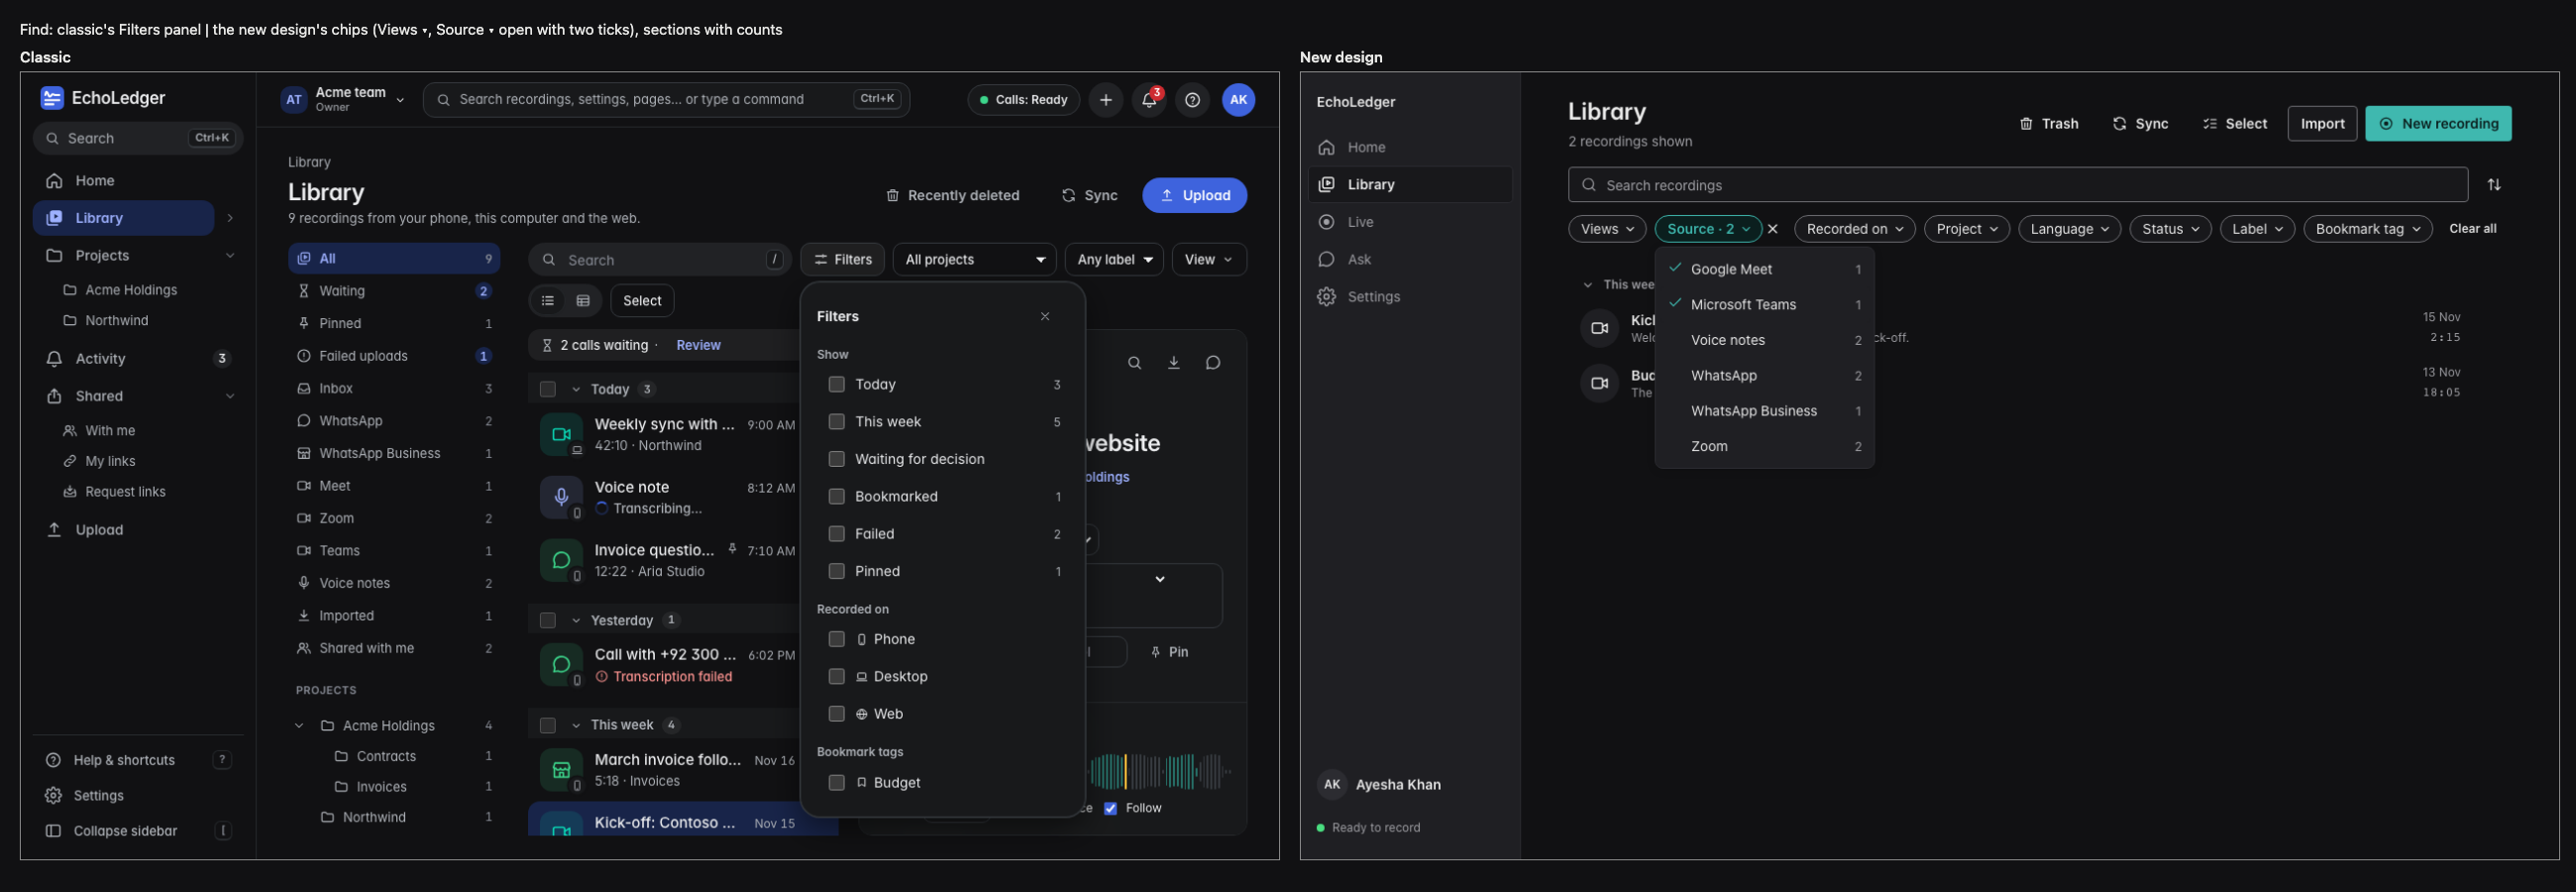 Find: classic's Filters panel | the new design's chips (Views ▾, Source ▾ open with two ticks), sections with counts
Classic
EchoLedger
Search Ctrl+K
Home
Library
Projects
Acme Holdings
Northwind
Activity 3
Shared
With me
My links
Request links
Upload
Help & shortcuts ?
Settings
Collapse sidebar [
AT Acme team
Owner
Search recordings, settings, pages... or type a command Ctrl+K
Calls: Ready
3
AK
Library
Library
9 recordings from your phone, this computer and the web.
Recently deleted
Sync
Upload
All 9
Waiting 2
Pinned 1
Failed uploads 1
Inbox 3
WhatsApp 2
WhatsApp Business 1
Meet 1
Zoom 2
Teams 1
Voice notes 2
Imported 1
Shared with me 2
PROJECTS
Acme Holdings 4
Contracts 1
Invoices 1
Northwind 1
Search /
Filters
All projects
Any label
View
Select
2 calls waiting · Review
Today 3
Weekly sync with ... 9:00 AM
42:10 · Northwind
Voice note 8:12 AM
Transcribing...
Invoice questio... 7:10 AM
12:22 · Aria Studio
Yesterday 1
Call with +92 300 ... 6:02 PM
Transcription failed
This week 4
March invoice follo... Nov 16
5:18 · Invoices
Kick-off: Contoso ... Nov 15
Filters
Show
Today 3
This week 5
Waiting for decision
Bookmarked 1
Failed 2
Pinned 1
Recorded on
Phone
Desktop
Web
Bookmark tags
Budget
website
oldings
Pin
ce Follow
New design
EchoLedger
Home
Library
Live
Ask
Settings
AK Ayesha Khan
Ready to record
Library
2 recordings shown
Trash
Sync
Select
Import
New recording
Search recordings
Views
Source · 2
Recorded on
Project
Language
Status
Label
Bookmark tag
Clear all
Google Meet 1
Microsoft Teams 1
Voice notes 2
WhatsApp 2
WhatsApp Business 1
Zoom 2
This wee
Kic 15 Nov
Welc ck-off. 2:15
Bud 13 Nov
The 18:05